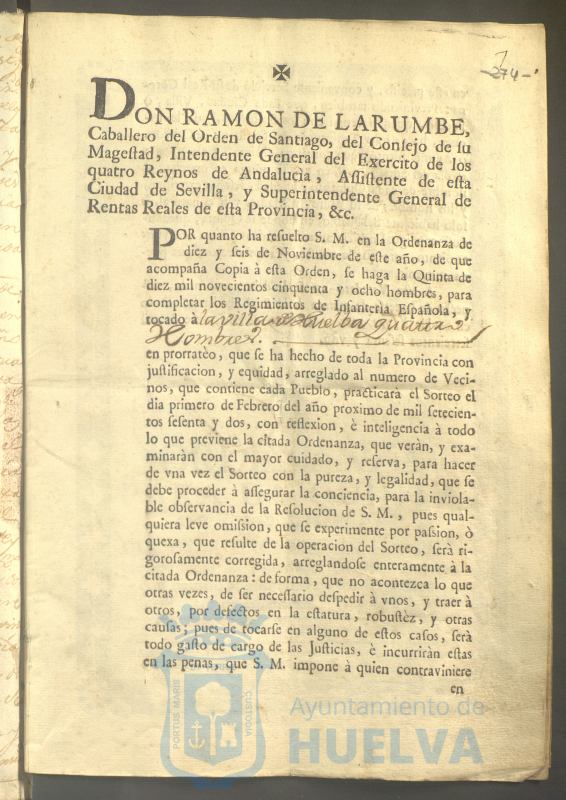 274
DON RAMON DE LARUMBE,
Caballero del Orden de Santiago, del Consejo de su
Magestad, Intendente General del Exercito de los
quatro Reynos de Andalucia, Assistente de esta
Ciudad de Sevilla, y Superintendente General de
Rentas Reales de esta Provincia, &c.
POR quanto ha resuelto S. M. en la Ordenanza de
diez y seis de Noviembre de este año, de que
acompaña Copia à esta Orden, se haga la Quinta de
diez mil novecientos cinquenta y ocho hombres, para
completar los Regimientos de Infanterìa Española, y
tocado à la villa de Huelba quatro
Hombres.
en prorratèo, que se ha hecho de toda la Provincia con
justificacion, y equidad, arreglado al numero de Veci-
nos, que contiene cada Pueblo, practicarà el Sorteo el
dia primero de Febrero del año proximo de mil setecien-
tos sesenta y dos, con reflexion, è inteligencia à todo
lo que previene la citada Ordenanza, que veràn, y exa-
minaràn con el mayor cuidado, y reserva, para hacer
de vna vez el Sorteo con la pureza, y legalidad, que se
debe proceder à assegurar la conciencia, para la inviola-
ble observancia de la Resolucion de S. M., pues qual-
quiera leve omission, que se experimente por passion, ò
quexa, que resulte de la operacion del Sorteo, serà ri-
gorosamente corregida, arreglandose enteramente à la
citada Ordenanza: de forma, que no acontezca lo que
otras vezes, de ser necessario despedir à vnos, y traer à
otros, por defectos en la estatura, robustèz, y otras
causas; pues de tocarse en alguno de estos casos, serà
todo gasto de cargo de las Justicias, è incurriràn estas
en las penas, que S. M. impone à quien contraviniere
en
PORTUS MARIS
CUSTODIA
Ayuntamiento de
HUELVA